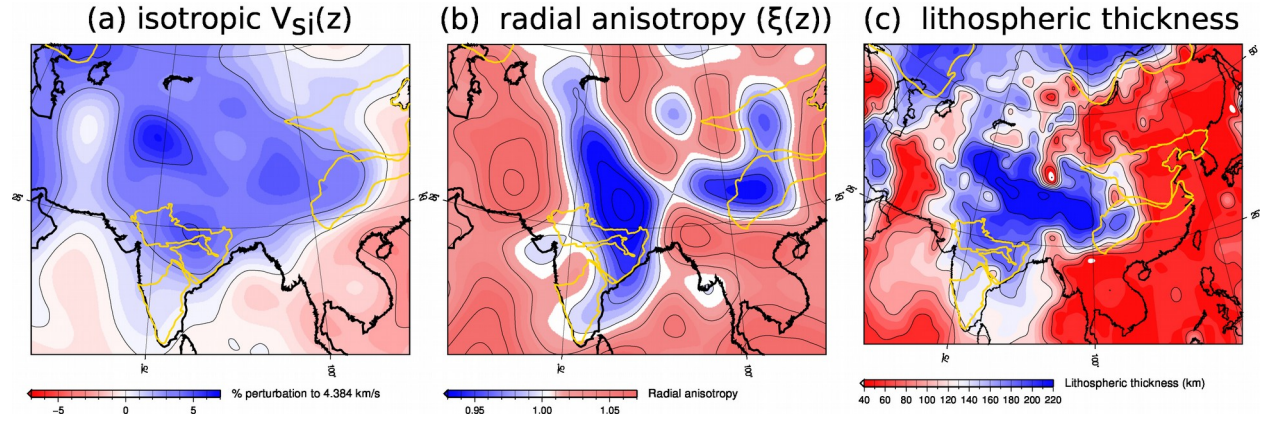 (a) isotropic Vsi(z)
(b) radial anisotropy (ξ(z))
(c) lithospheric thickness
% perturbation to 4.384 km/s
−5 0 5
Radial anisotropy
0.95 1.00 1.05
Lithospheric thickness (km)
40 60 80 100 120 140 160 180 200 220